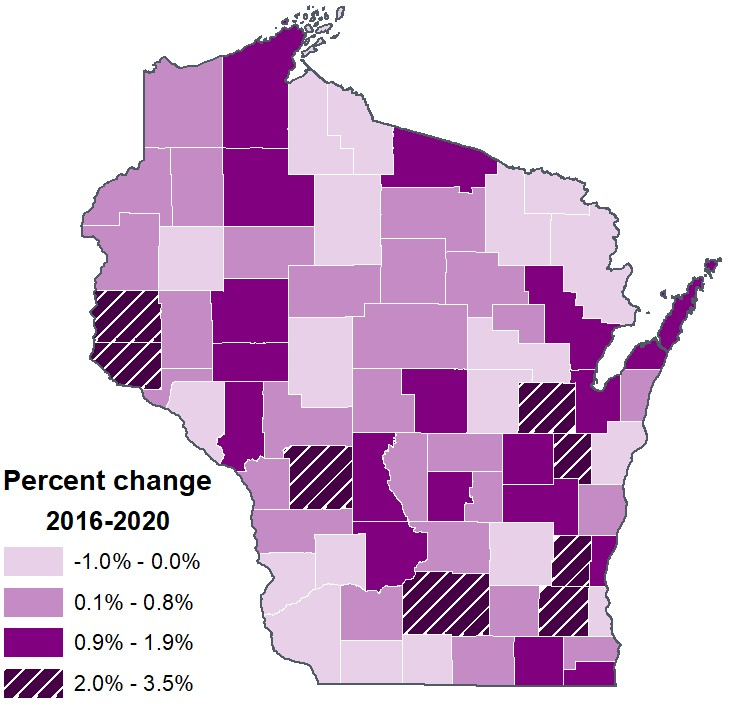 Percent change
2016-2020
-1.0% - 0.0%
0.1% - 0.8%
0.9% - 1.9%
2.0% - 3.5%